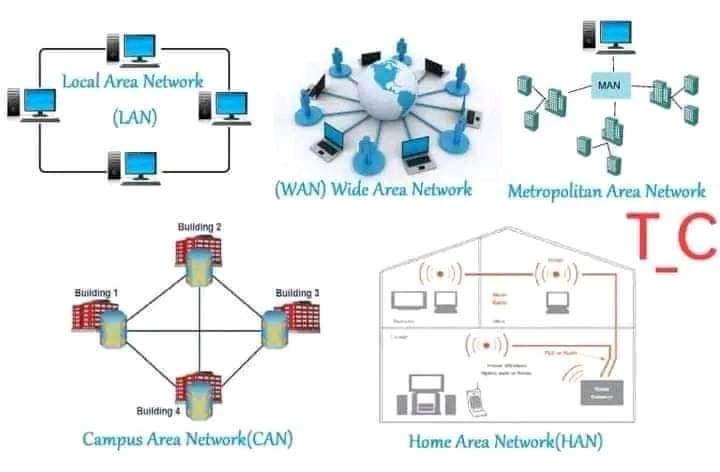 Local Area Network
(LAN)
(WAN) Wide Area Network
MAN
Metropolitan Area Network
T_C
Building 2
Building 1
Building 3
Building 4
Campus Area Network(CAN)
Home Area Network(HAN)